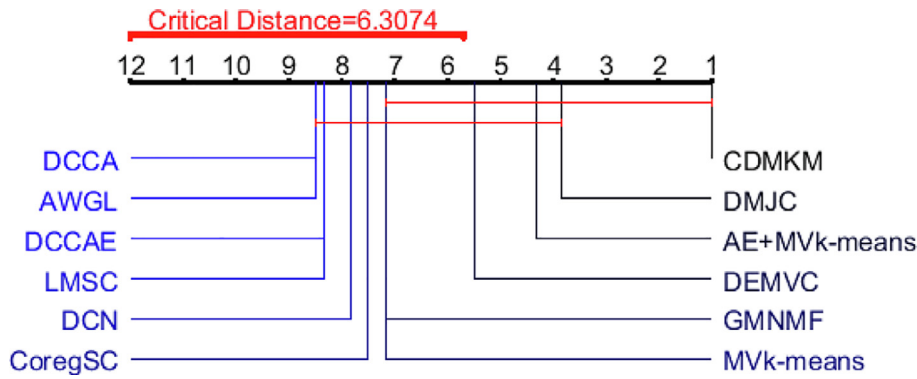 Critical Distance=6.3074
12 11 10 9 8 7 6 5 4 3 2 1
DCCA CDMKM
AWGL DMJC
DCCAE AE+MVk-means
LMSC DEMVC
DCN GMNMF
CoregSC MVk-means